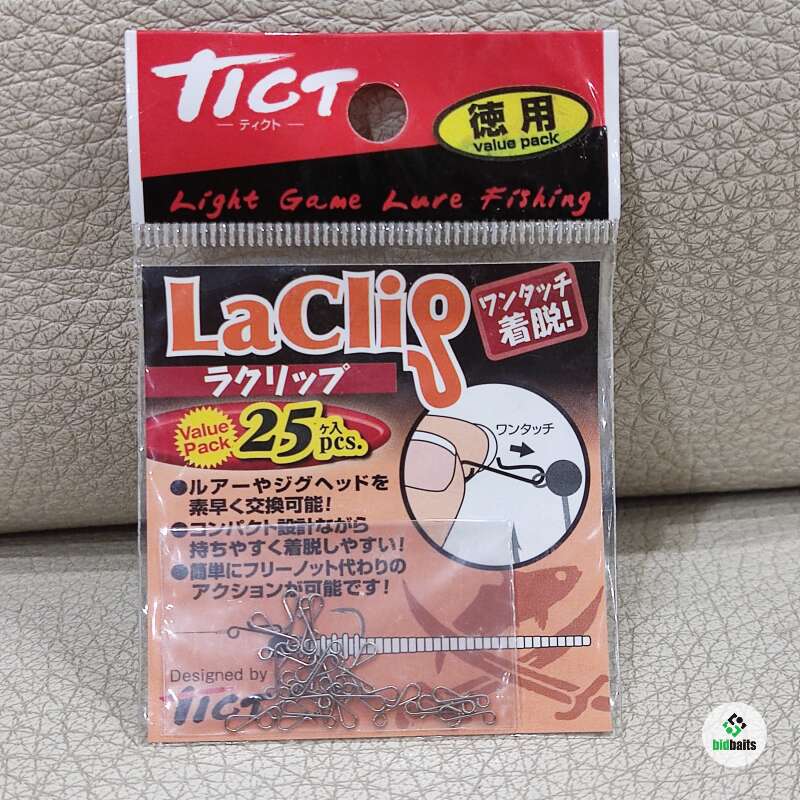 TICT
ティクト
徳用
value pack
Light Game Lure Fishing
LaClip
ワンタッチ
着脱!
ラクリップ
Value
Pack
25ヶ入
pcs.
ワンタッチ
●ルアーやジグヘッドを
素早く交換可能!
●コンパクト設計ながら
持ちやすく着脱しやすい!
●簡単にフリーノット代わりの
アクションが可能です!
Designed by
TICT
bidbaits